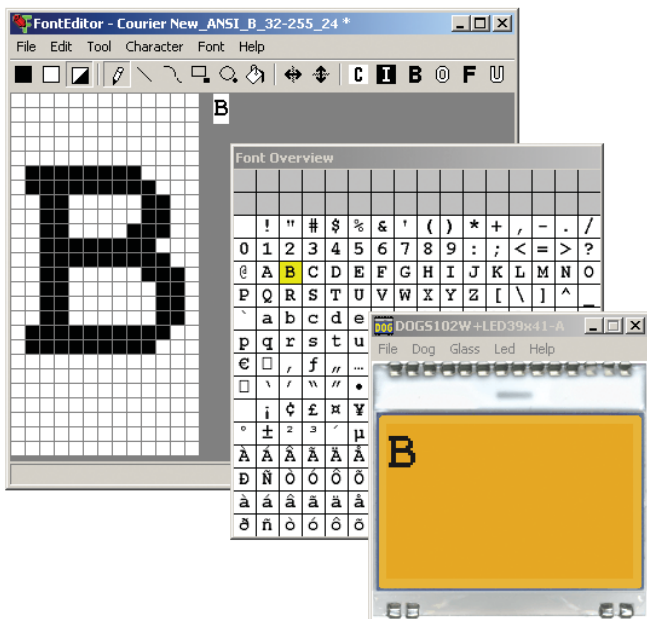 FontEditor - Courier New_ANSI_B_32-255_24 *
File Edit Tool Character Font Help
C I B O F U
B
Font Overview
! " # $ % & ' ( ) * + , - . /
0 1 2 3 4 5 6 7 8 9 : ; < = > ?
@ A B C D E F G H I J K L M N O
P Q R S T U V W X Y Z [ \ ] ^ _
` a b c d e
p q r s t u
€ □ ‚ ƒ „ …
□ ‘ ’ “ ” •
¡ ¢ £ ¤ ¥
° ± ² ³ ´ µ
À Á Â Ã Ä Å
Ð Ñ Ò Ó Ô Õ
à á â ã ä å
ð ñ ò ó ô õ
DOG DOGS102W+LED39x41-A
File Dog Glass Led Help
B